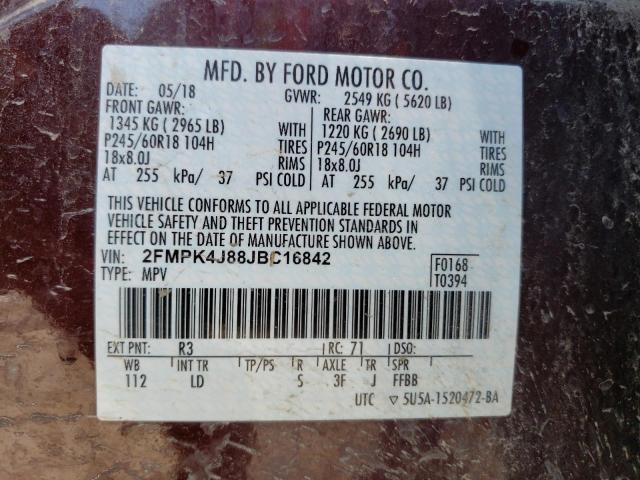 MFD. BY FORD MOTOR CO.
DATE: 05/18 GVWR: 2549 KG ( 5620 LB)
FRONT GAWR: REAR GAWR:
1345 KG ( 2965 LB) WITH 1220 KG ( 2690 LB) WITH
P245/60R18 104H TIRES P245/60R18 104H TIRES
18x8.0J RIMS 18x8.0J RIMS
AT 255 kPa/ 37 PSI COLD AT 255 kPa/ 37 PSI COLD
THIS VEHICLE CONFORMS TO ALL APPLICABLE FEDERAL MOTOR
VEHICLE SAFETY AND THEFT PREVENTION STANDARDS IN
EFFECT ON THE DATE OF MANUFACTURE SHOWN ABOVE.
VIN: 2FMPK4J88JBC16842 F0168
TYPE: MPV T0394
EXT PNT: R3 RC: 71 DSO:
WB INT TR TP/PS R AXLE TR SPR
112 LD S 3F J FFBB
UTC ▽ 5U5A-1520472-BA